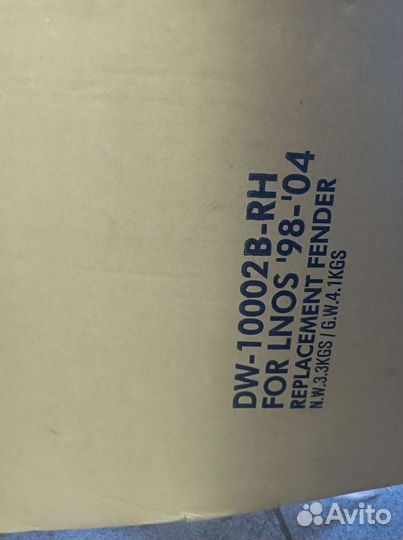 DW-10002B-RH
FOR LNOS '98-'04
REPLACEMENT FENDER
N.W.3.3KGS / G.W.4.1KGS
Avito